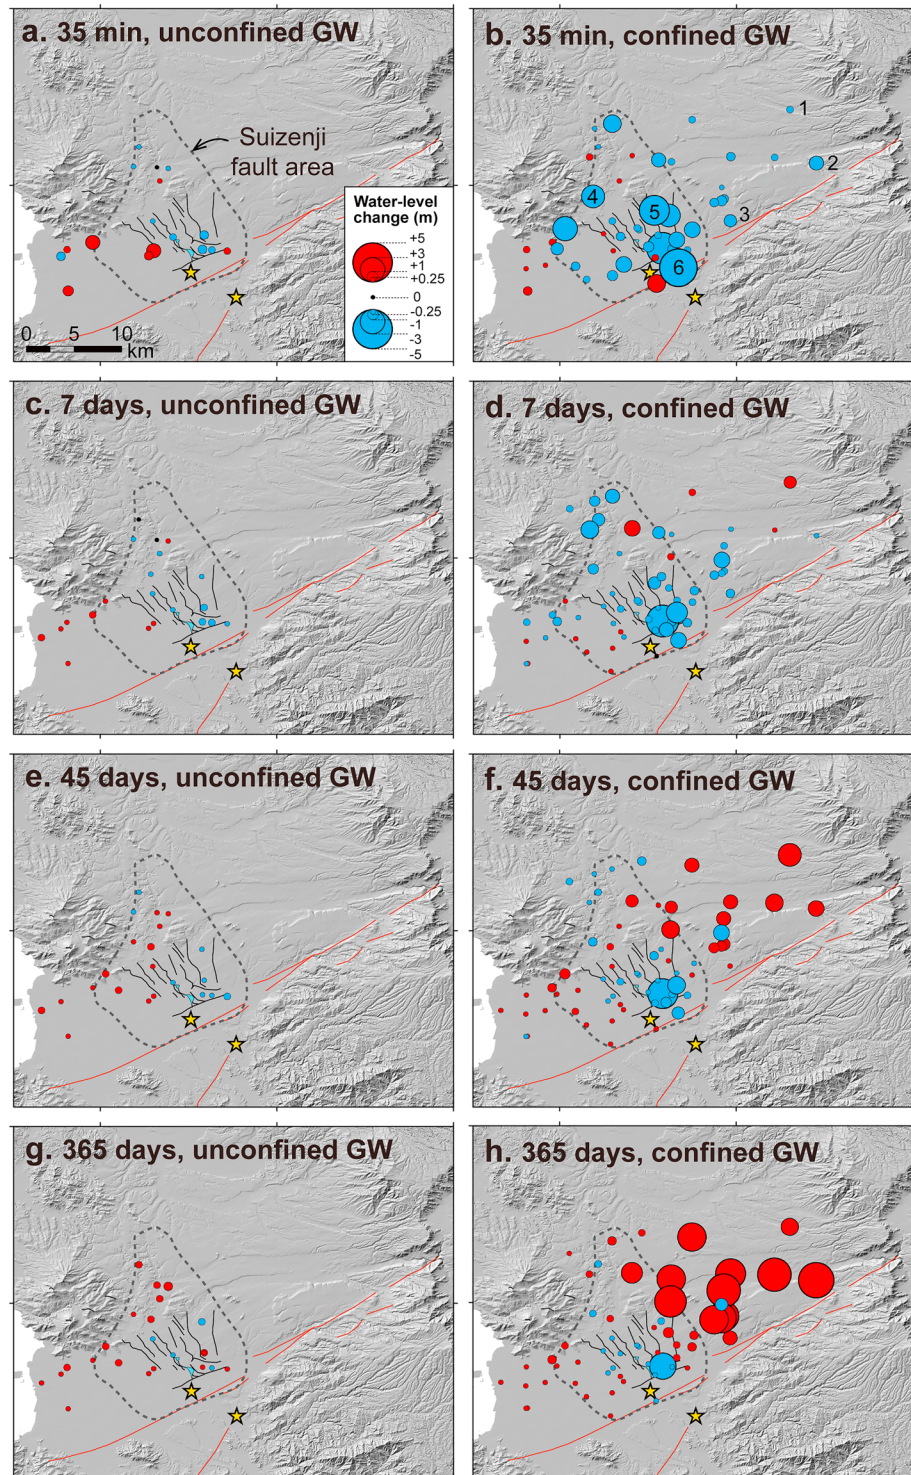 a. 35 min, unconfined GW
Suizenji
fault area
Water-level
change (m)
+5
+3
+1
+0.25
0
-0.25
-1
-3
-5
0 5 10
km
b. 35 min, confined GW
1
2
3
4
5
6
c. 7 days, unconfined GW
d. 7 days, confined GW
e. 45 days, unconfined GW
f. 45 days, confined GW
g. 365 days, unconfined GW
h. 365 days, confined GW